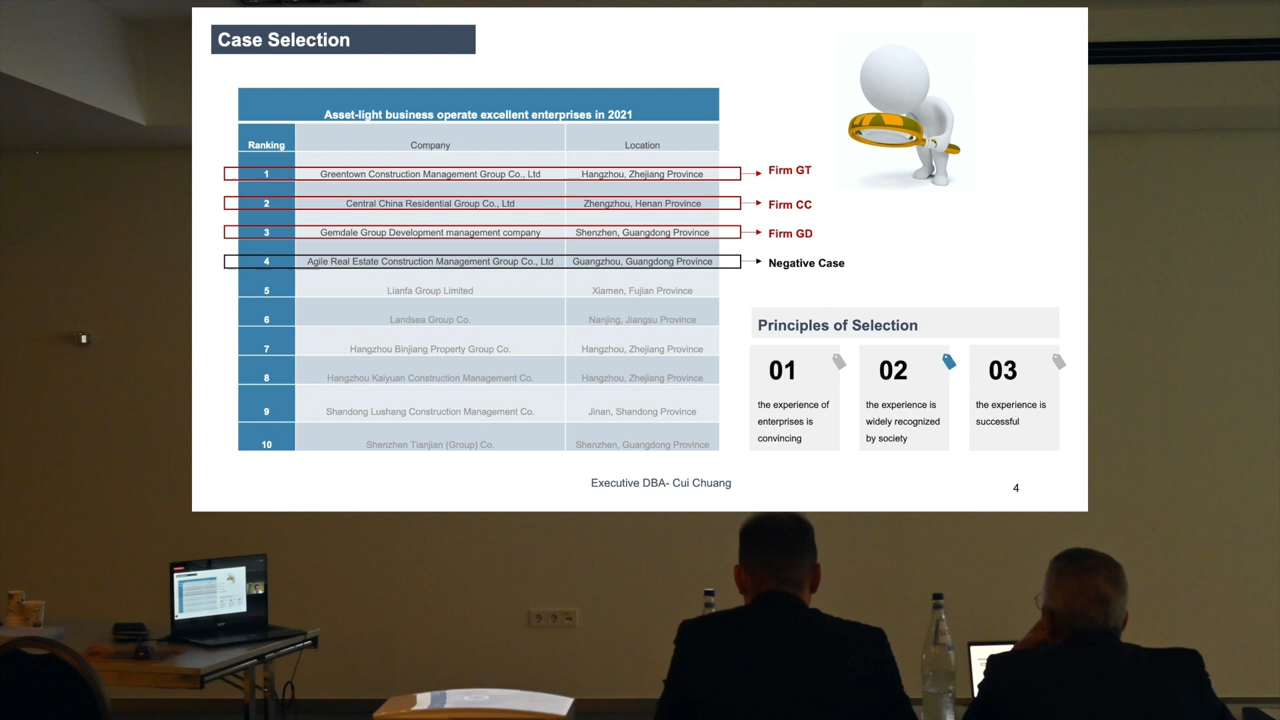 Case Selection
Asset-light business operate excellent enterprises in 2021
Ranking Company Location
1 Greentown Construction Management Group Co., Ltd Hangzhou, Zhejiang Province Firm GT
2 Central China Residential Group Co., Ltd Zhengzhou, Henan Province Firm CC
3 Gemdale Group Development management company Shenzhen, Guangdong Province Firm GD
4 Agile Real Estate Construction Management Group Co., Ltd Guangzhou, Guangdong Province Negative Case
5 Lianfa Group Limited Xiamen, Fujian Province
6 Landsea Group Co. Nanjing, Jiangsu Province
7 Hangzhou Binjiang Property Group Co. Hangzhou, Zhejiang Province
8 Hangzhou Kaiyuan Construction Management Co. Hangzhou, Zhejiang Province
9 Shandong Lushang Construction Management Co. Jinan, Shandong Province
10 Shenzhen Tianjian (Group) Co. Shenzhen, Guangdong Province
Principles of Selection
01
the experience of
enterprises is
convincing
02
the experience is
widely recognized
by society
03
the experience is
successful
Executive DBA- Cui Chuang
4